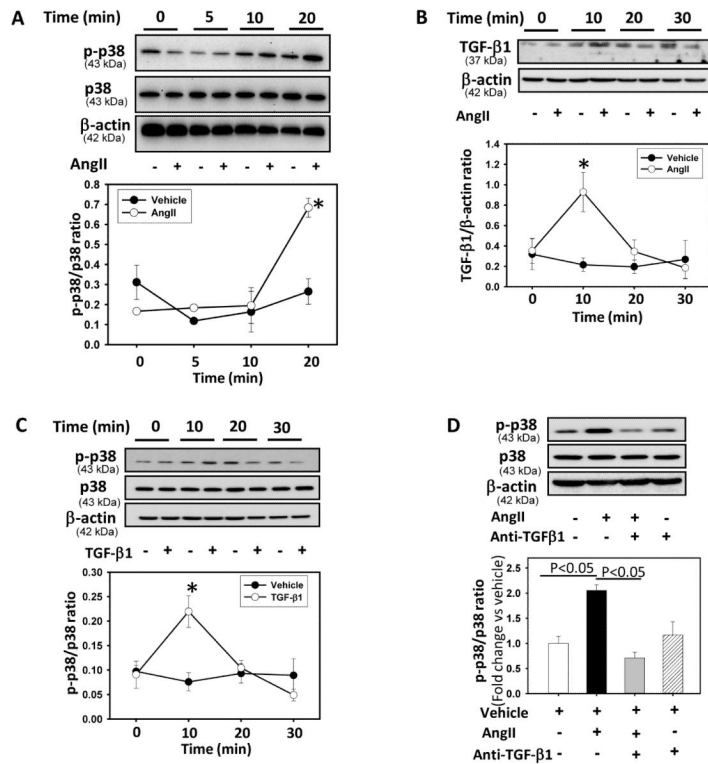 A
Time (min) 0 5 10 20
p-p38
(43 kDa)
p38
(43 kDa)
β-actin
(42 kDa)
- + - + - + - +
AngII
0.8
0.7
0.6
0.5
0.4
0.3
0.2
0.1
0.0
p-p38/p38 ratio
Vehicle
AngII
*
0 5 10 20
Time (min)
B
Time (min) 0 10 20 30
TGF-β1
(37 kDa)
β-actin
(42 kDa)
AngII - + - + - + - +
1.4
1.2
1.0
0.8
0.6
0.4
0.2
0.0
TGF-β1/β-actin ratio
Vehicle
AngII
*
0 10 20 30
Time (min)
C
Time (min) 0 10 20 30
p-p38
(43 kDa)
p38
(43 kDa)
β-actin
(42 kDa)
TGF-β1 - + - + - + - +
0.30
0.25
0.20
0.15
0.10
0.05
0.00
p-p38/p38 ratio
Vehicle
TGF-β1
*
0 10 20 30
Time (min)
D
p-p38
(43 kDa)
p38
(43 kDa)
β-actin
(42 kDa)
AngII - + + -
Anti-TGFβ1 - - + +
2.5
2.0
1.5
1.0
0.5
0.0
p-p38/p38 ratio
(Fold change vs vehicle)
P<0.05
P<0.05
Vehicle + + + +
AngII - + + -
Anti-TGF-β1 - - + +